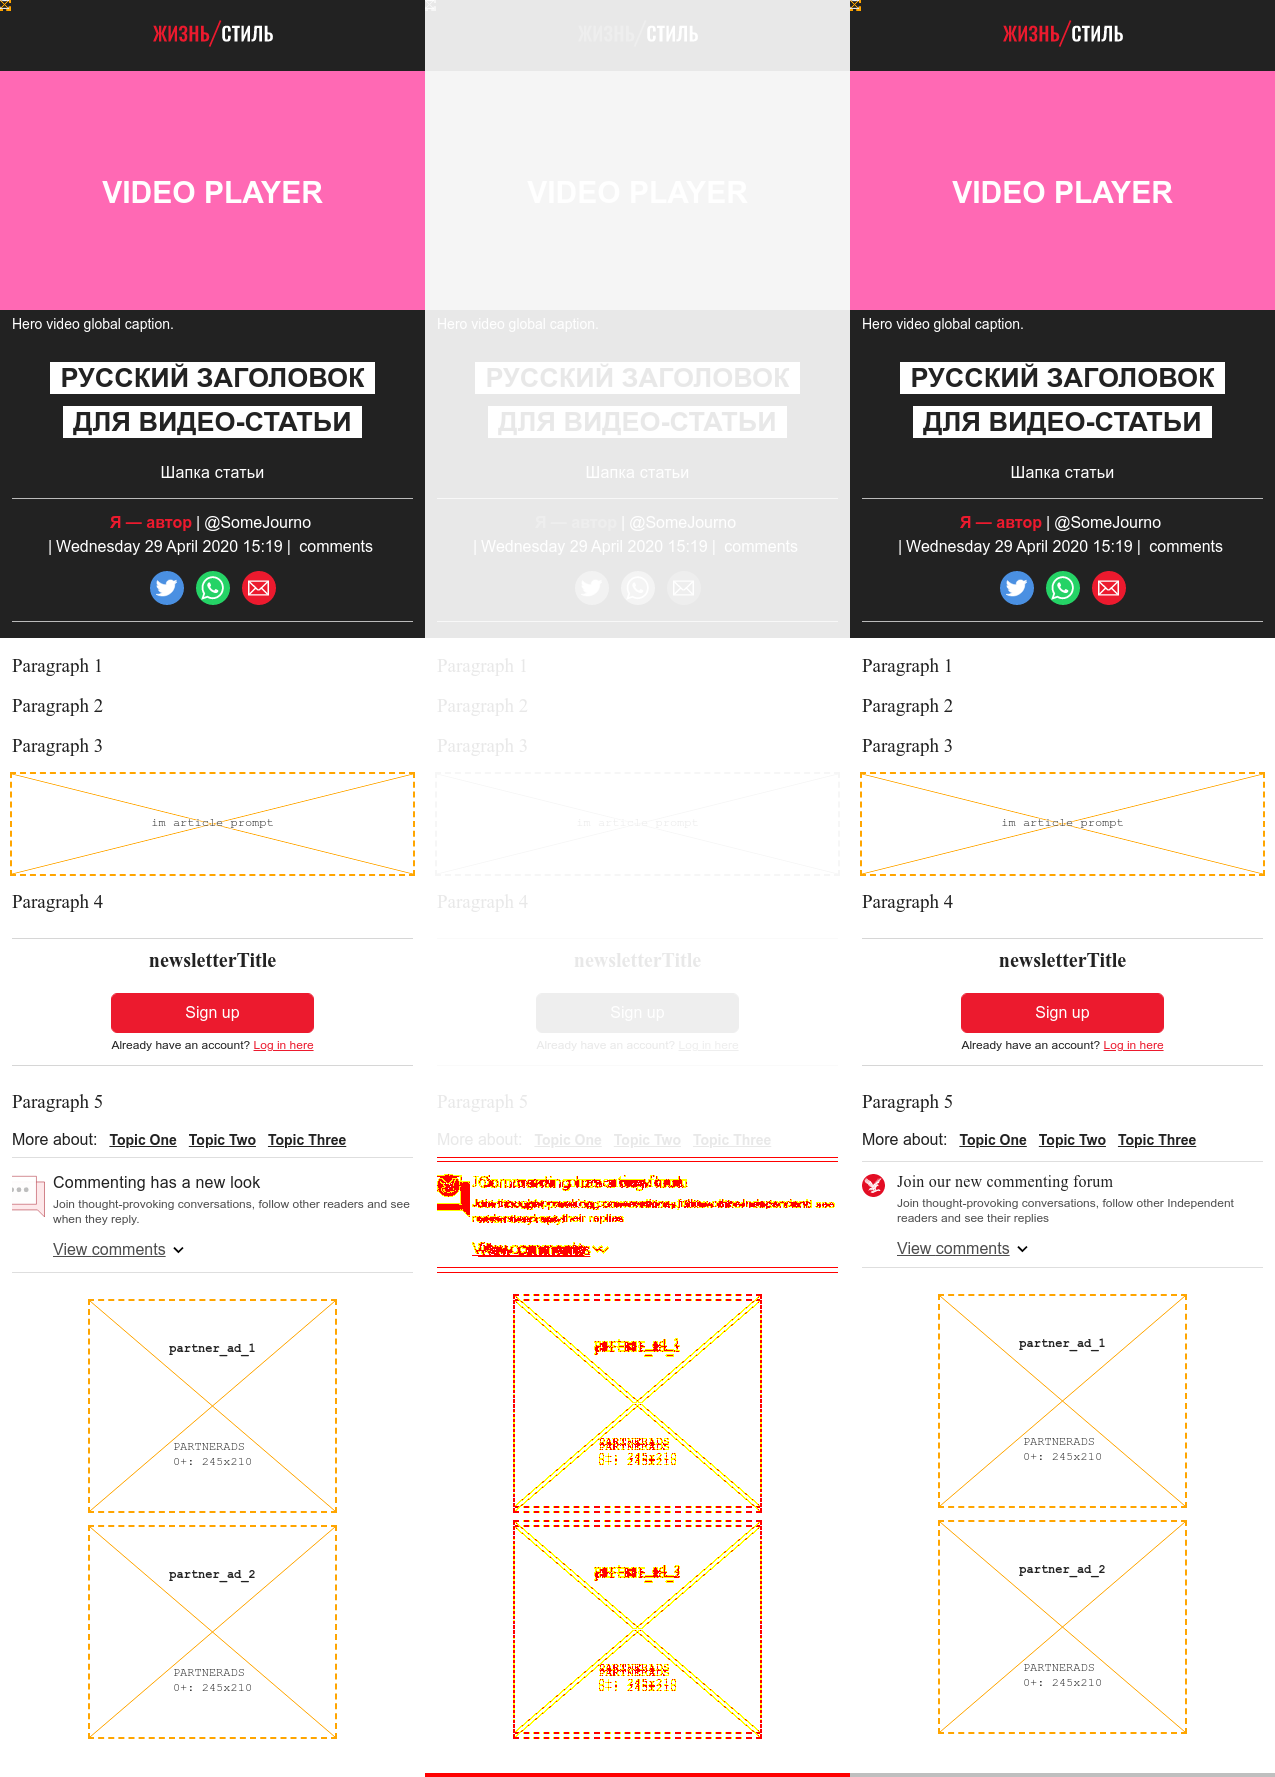 ЖИЗНЬ/СТИЛЬ
VIDEO PLAYER
Hero video global caption.
РУССКИЙ ЗАГОЛОВОК
ДЛЯ ВИДЕО-СТАТЬИ
Шапка статьи
Я — автор | @SomeJourno
| Wednesday 29 April 2020 15:19 | comments
Paragraph 1
Paragraph 2
Paragraph 3
im article prompt
Paragraph 4
newsletterTitle
Sign up
Already have an account? Log in here
Paragraph 5
More about: Topic One Topic Two Topic Three
Commenting has a new look
Join thought-provoking conversations, follow other readers and see
when they reply.
View comments
partner_ad_1
PARTNERADS
0+: 245x210
partner_ad_2
PARTNERADS
0+: 245x210
ЖИЗНЬ/СТИЛЬ
VIDEO PLAYER
Hero video global caption.
РУССКИЙ ЗАГОЛОВОК
ДЛЯ ВИДЕО-СТАТЬИ
Шапка статьи
Я — автор | @SomeJourno
| Wednesday 29 April 2020 15:19 | comments
Paragraph 1
Paragraph 2
Paragraph 3
im article prompt
Paragraph 4
newsletterTitle
Sign up
Already have an account? Log in here
Paragraph 5
More about: Topic One Topic Two Topic Three
ЖИЗНЬ/СТИЛЬ
VIDEO PLAYER
Hero video global caption.
РУССКИЙ ЗАГОЛОВОК
ДЛЯ ВИДЕО-СТАТЬИ
Шапка статьи
Я — автор | @SomeJourno
| Wednesday 29 April 2020 15:19 | comments
Paragraph 1
Paragraph 2
Paragraph 3
im article prompt
Paragraph 4
newsletterTitle
Sign up
Already have an account? Log in here
Paragraph 5
More about: Topic One Topic Two Topic Three
Join our new commenting forum
Join thought-provoking conversations, follow other Independent
readers and see their replies
View comments
partner_ad_1
PARTNERADS
0+: 245x210
partner_ad_2
PARTNERADS
0+: 245x210